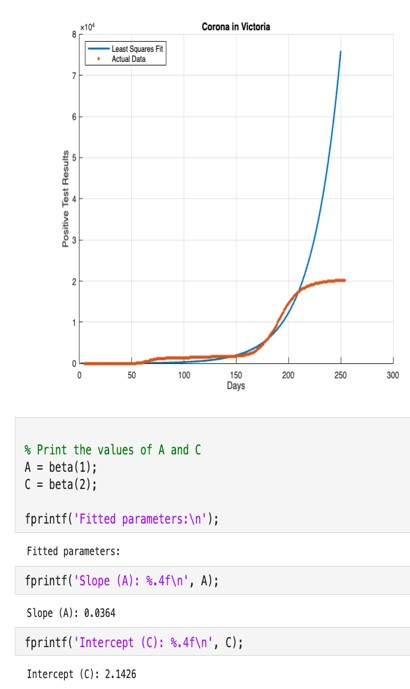 ×10⁴
Corona in Victoria
Least Squares Fit
Actual Data
8
7
6
5
4
3
2
1
0
Positive Test Results
0 50 100 150 200 250 300
Days
% Print the values of A and C
A = beta(1);
C = beta(2);
fprintf('Fitted parameters:\n');
Fitted parameters:
fprintf('Slope (A): %.4f\n', A);
Slope (A): 0.0364
fprintf('Intercept (C): %.4f\n', C);
Intercept (C): 2.1426